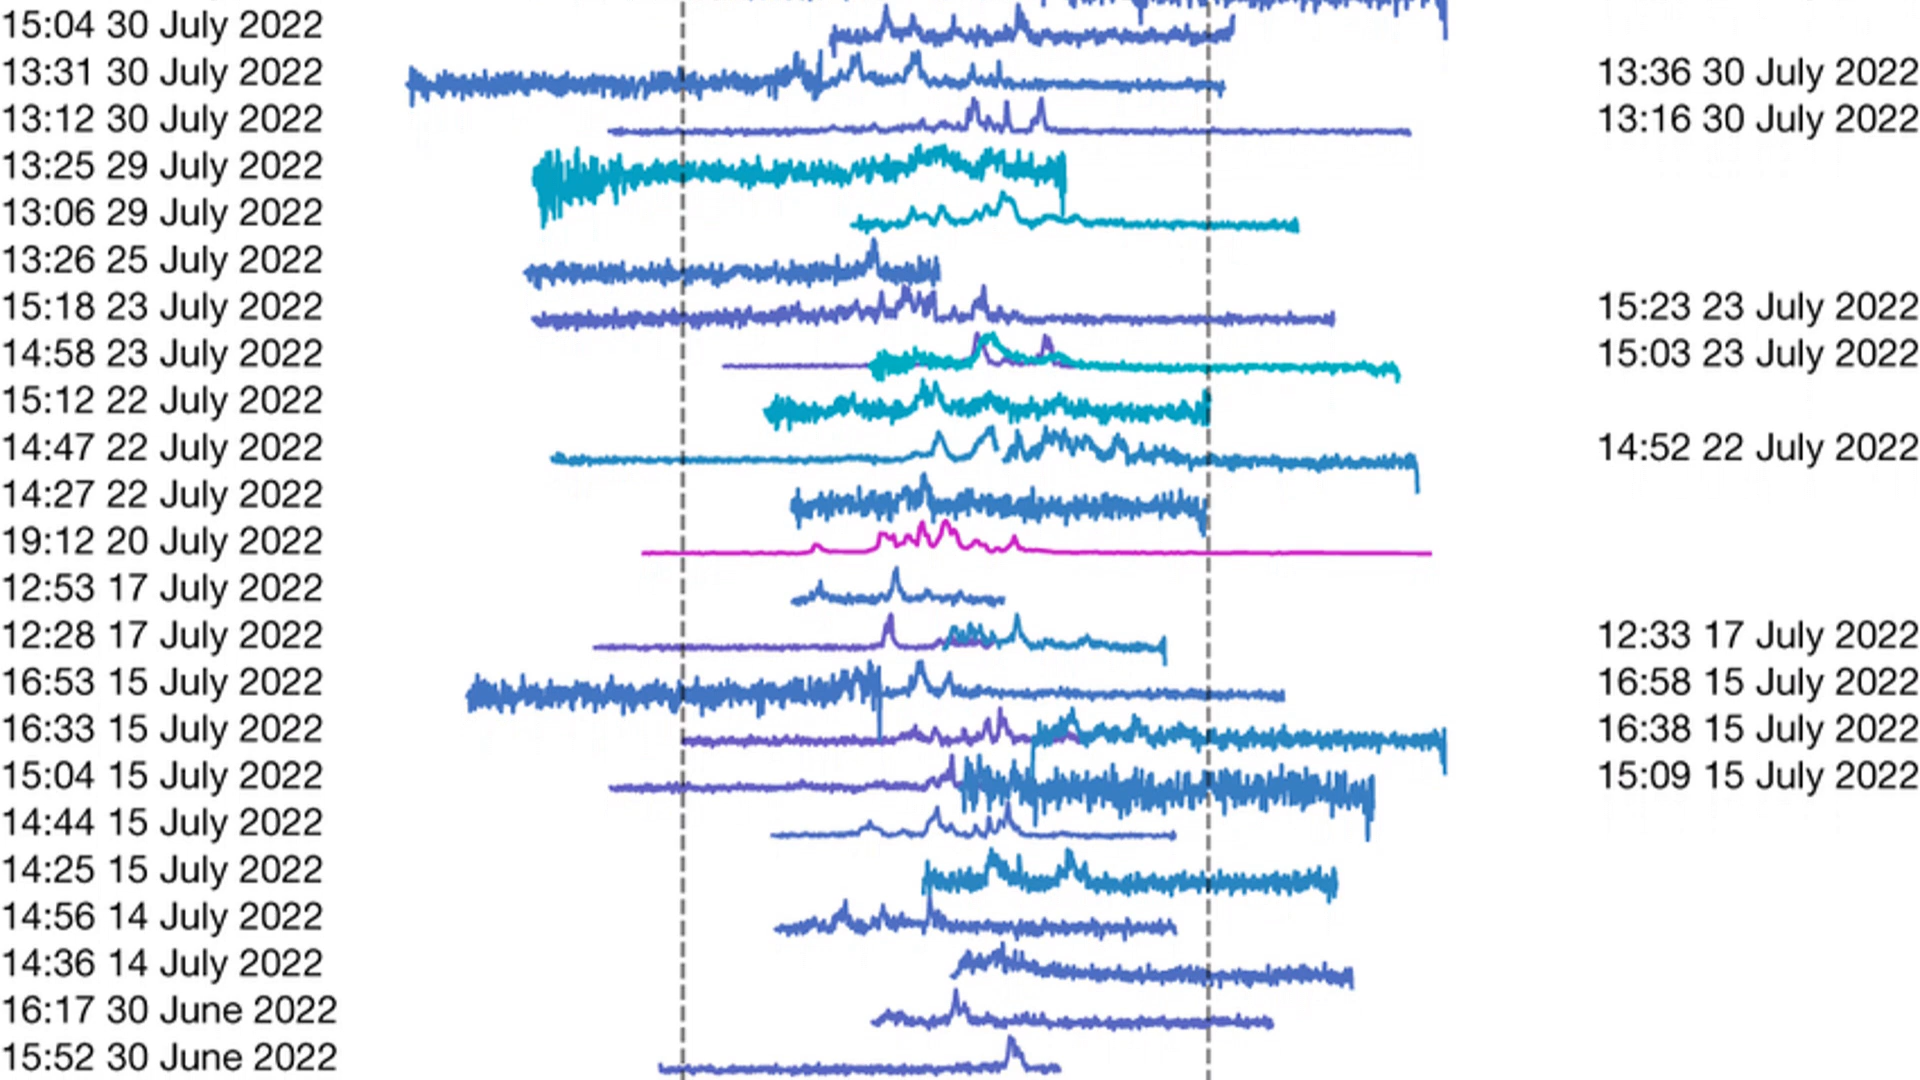 15:04 30 July 2022
13:31 30 July 2022 13:36 30 July 2022
13:12 30 July 2022 13:16 30 July 2022
13:25 29 July 2022
13:06 29 July 2022
13:26 25 July 2022
15:18 23 July 2022 15:23 23 July 2022
14:58 23 July 2022 15:03 23 July 2022
15:12 22 July 2022
14:47 22 July 2022 14:52 22 July 2022
14:27 22 July 2022
19:12 20 July 2022
12:53 17 July 2022
12:28 17 July 2022 12:33 17 July 2022
16:53 15 July 2022 16:58 15 July 2022
16:33 15 July 2022 16:38 15 July 2022
15:04 15 July 2022 15:09 15 July 2022
14:44 15 July 2022
14:25 15 July 2022
14:56 14 July 2022
14:36 14 July 2022
16:17 30 June 2022
15:52 30 June 2022